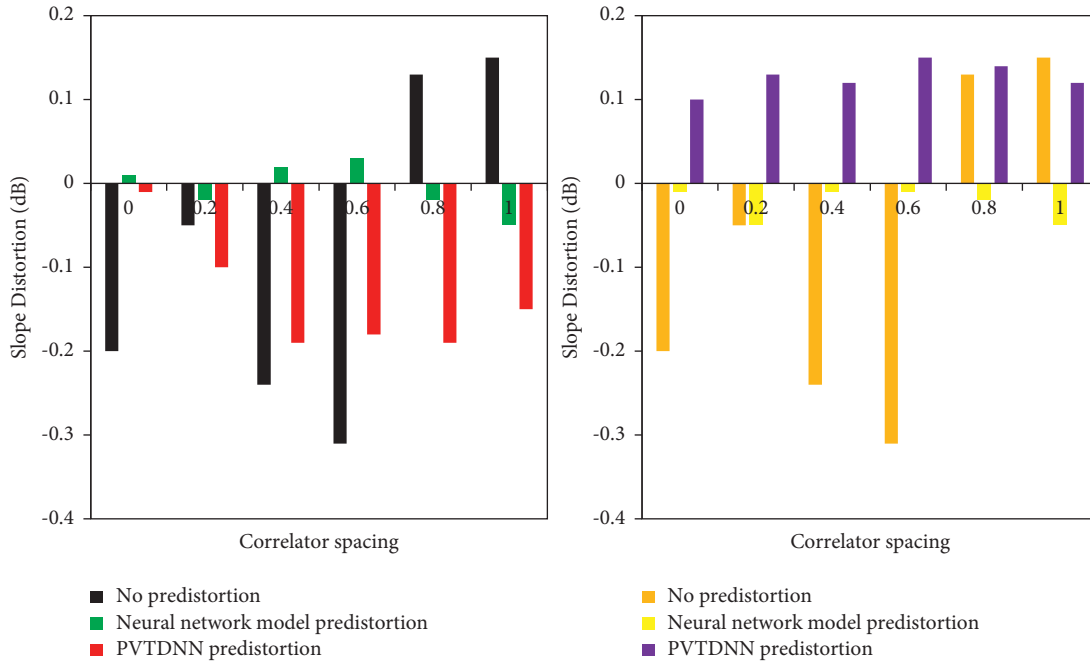 0.2
0.1
0
-0.1
-0.2
-0.3
-0.4
Slope Distortion (dB)
0 0.2 0.4 0.6 0.8 1
Correlator spacing
No predistortion
Neural network model predistortion
PVTDNN predistortion
0.2
0.1
0
-0.1
-0.2
-0.3
-0.4
Slope Distortion (dB)
0 0.2 0.4 0.6 0.8 1
Correlator spacing
No predistortion
Neural network model predistortion
PVTDNN predistortion